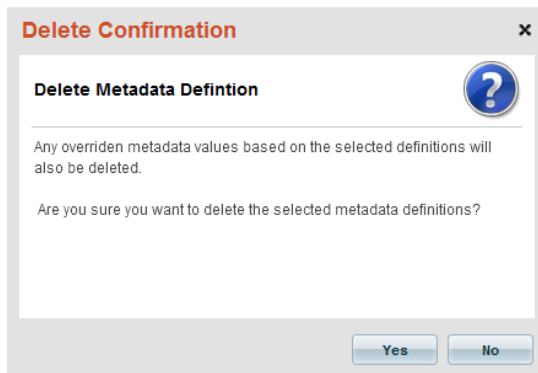 Delete Confirmation
Delete Metadata Defintion
Any overriden metadata values based on the selected definitions will
also be deleted.
Are you sure you want to delete the selected metadata definitions?
Yes No